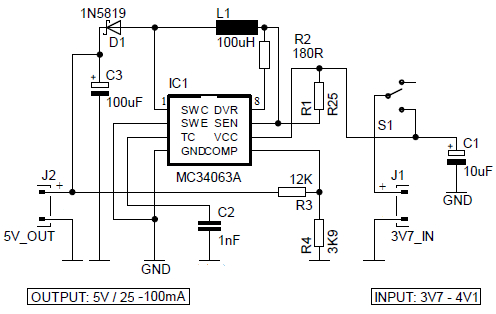 1N5819
D1
L1
100uH
R2
180R
C3
100uF
IC1
1
8
SWC DVR
SWE SEN
TC VCC
GND COMP
MC34063A
R1
R25
S1
C1
10uF
GND
J2
5V_OUT
12K
R3
J1
3V7_IN
C2
1nF
R4
3K9
GND
OUTPUT: 5V / 25 -100mA
INPUT: 3V7 - 4V1